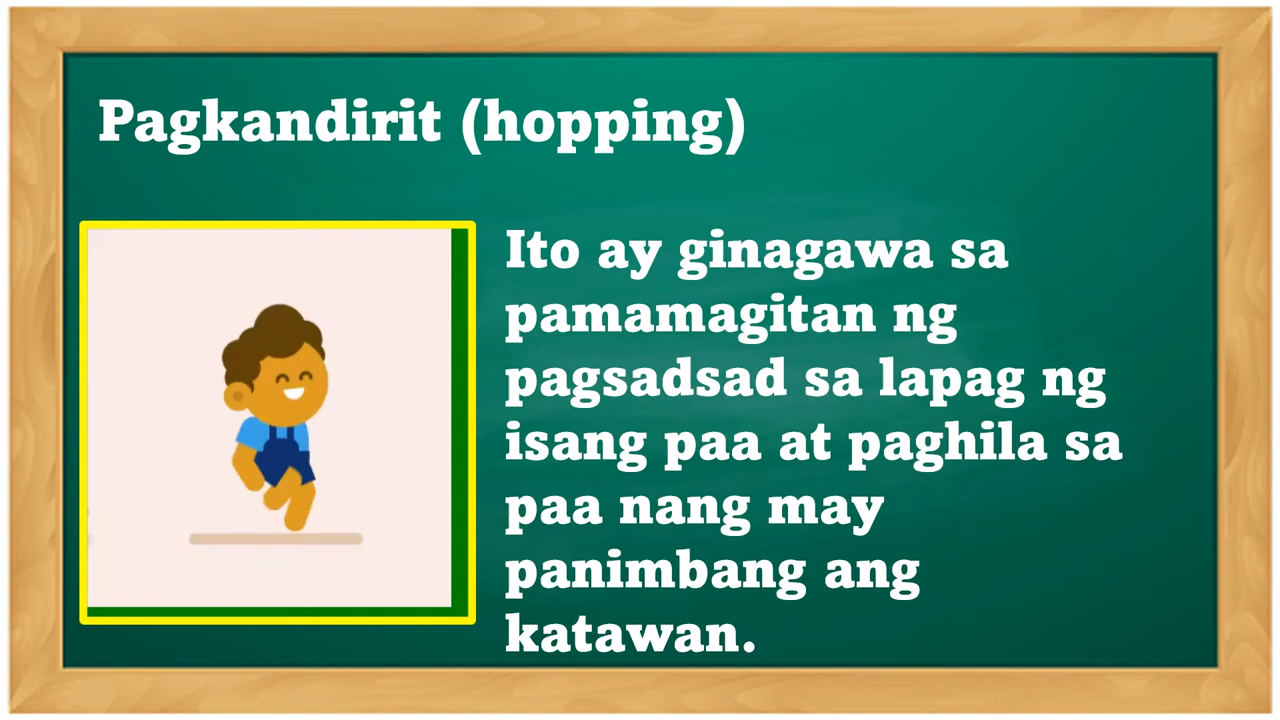 Pagkandirit (hopping)
Ito ay ginagawa sa
pamamagitan ng
pagsadsad sa lapag ng
isang paa at paghila sa
paa nang may
panimbang ang
katawan.